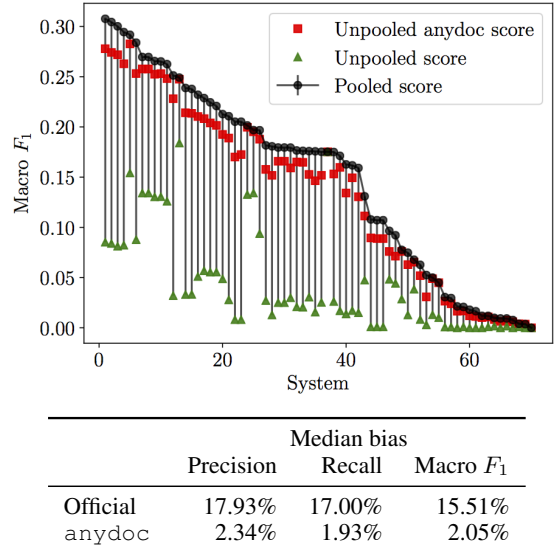 0.30
0.25
0.20
0.15
0.10
0.05
0.00
Macro F1
Unpooled anydoc score
Unpooled score
Pooled score
0 20 40 60
System
Median bias
Precision Recall Macro F1
Official 17.93% 17.00% 15.51%
anydoc 2.34% 1.93% 2.05%